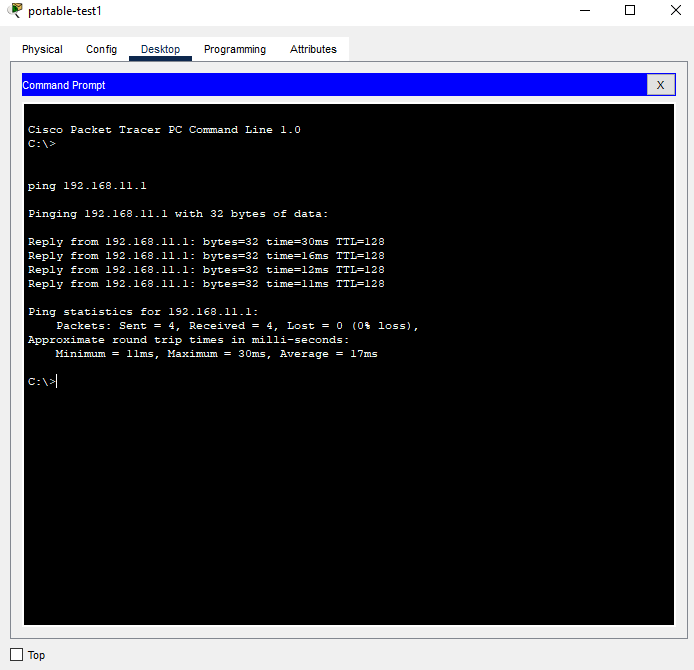 portable-test1
Physical Config Desktop Programming Attributes
Command Prompt X
Cisco Packet Tracer PC Command Line 1.0
C:\>
ping 192.168.11.1
Pinging 192.168.11.1 with 32 bytes of data:
Reply from 192.168.11.1: bytes=32 time=30ms TTL=128
Reply from 192.168.11.1: bytes=32 time=16ms TTL=128
Reply from 192.168.11.1: bytes=32 time=12ms TTL=128
Reply from 192.168.11.1: bytes=32 time=11ms TTL=128
Ping statistics for 192.168.11.1:
    Packets: Sent = 4, Received = 4, Lost = 0 (0% loss),
Approximate round trip times in milli-seconds:
    Minimum = 11ms, Maximum = 30ms, Average = 17ms
C:\>
Top